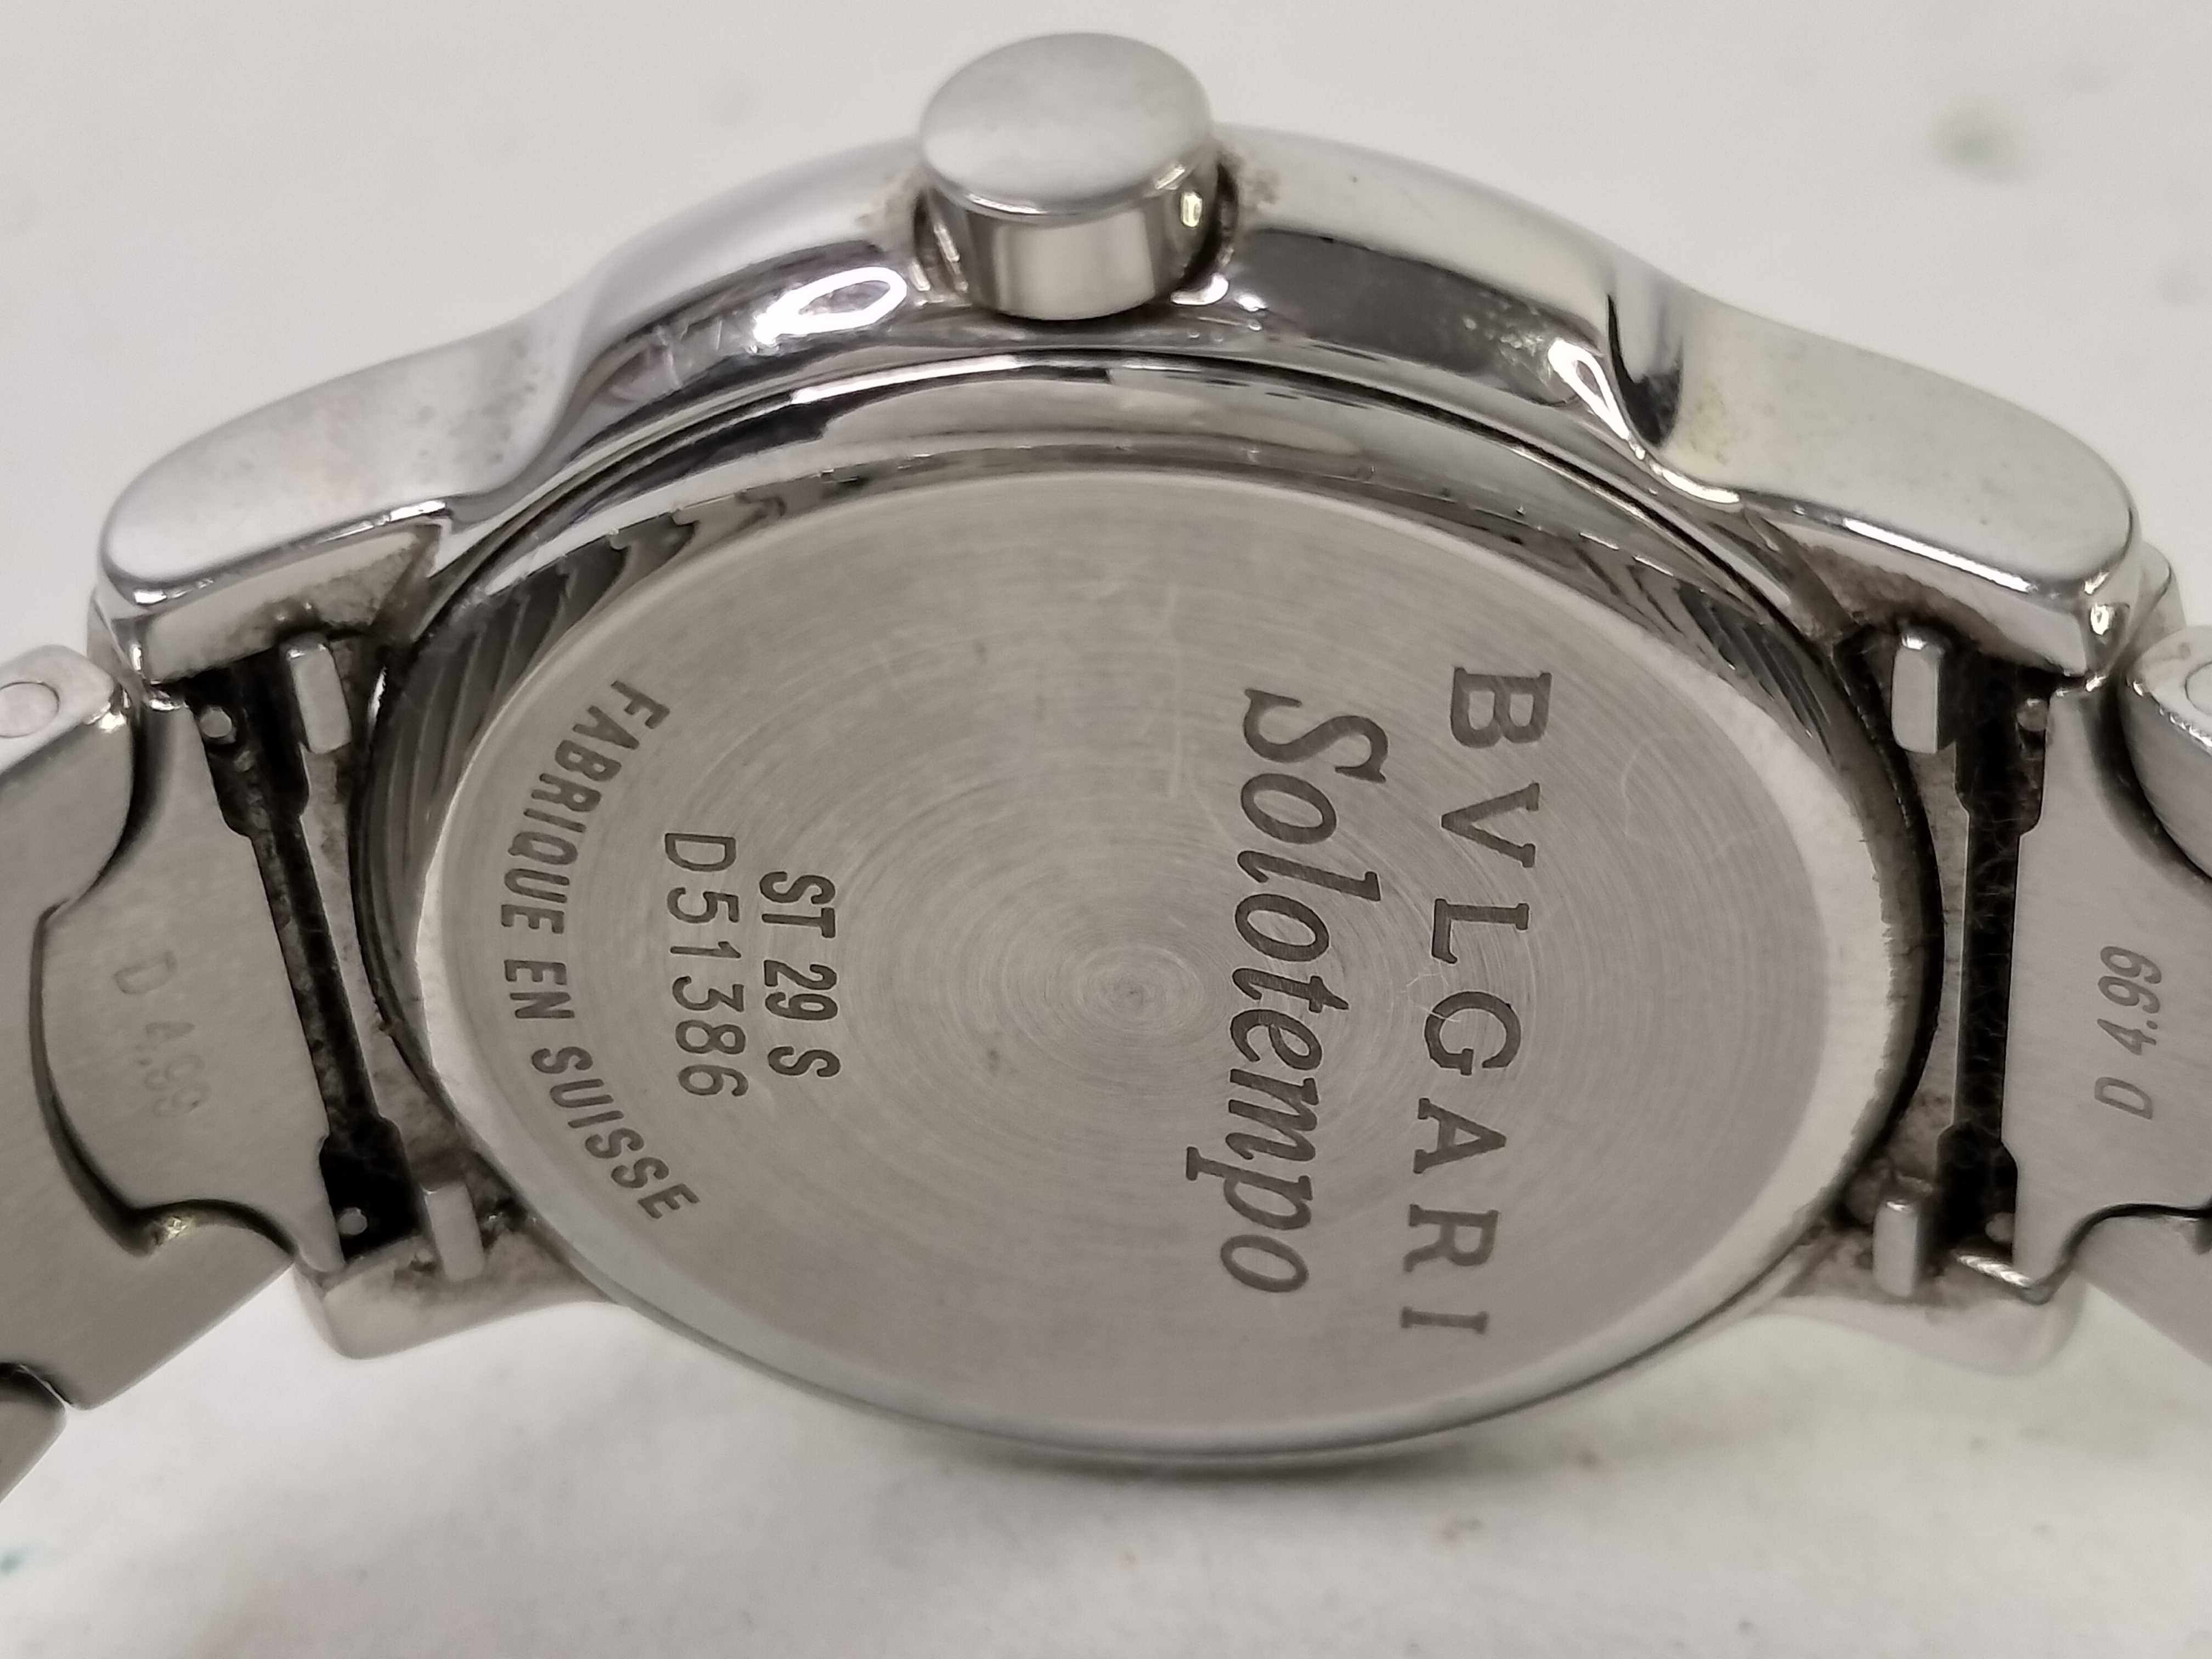 BVLGARI
Solotempo
ST 29 S
D51386
FABRIQUE EN SUISSE
D 4.99
D 4.99